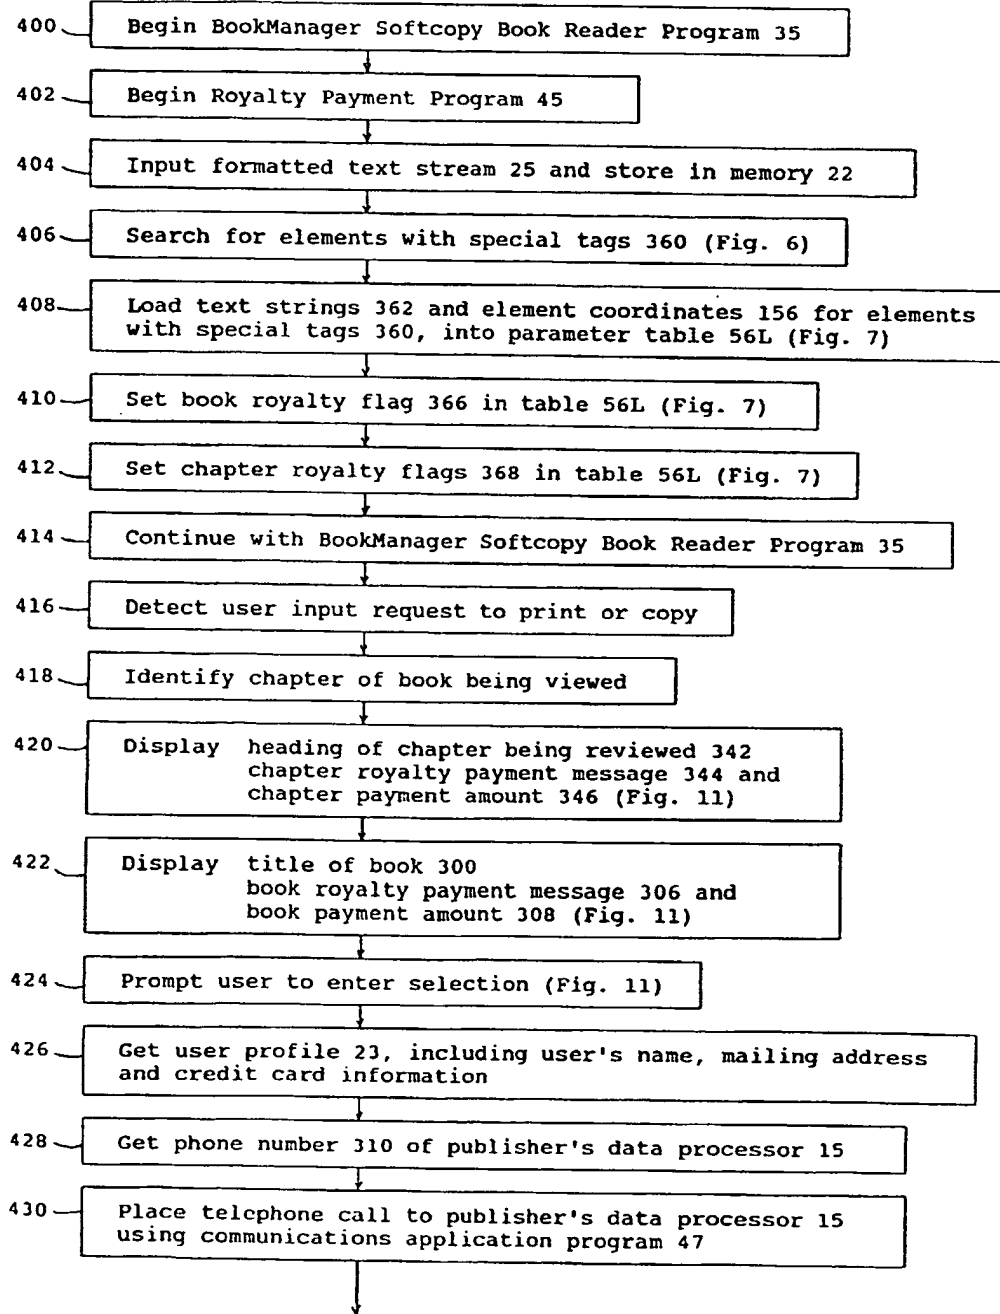 400 Begin BookManager Softcopy Book Reader Program 35
402 Begin Royalty Payment Program 45
404 Input formatted text stream 25 and store in memory 22
406 Search for elements with special tags 360 (Fig. 6)
408 Load text strings 362 and element coordinates 156 for elements
with special tags 360, into parameter table 56L (Fig. 7)
410 Set book royalty flag 366 in table 56L (Fig. 7)
412 Set chapter royalty flags 368 in table 56L (Fig. 7)
414 Continue with BookManager Softcopy Book Reader Program 35
416 Detect user input request to print or copy
418 Identify chapter of book being viewed
420 Display heading of chapter being reviewed 342
chapter royalty payment message 344 and
chapter payment amount 346 (Fig. 11)
422 Display title of book 300
book royalty payment message 306 and
book payment amount 308 (Fig. 11)
424 Prompt user to enter selection (Fig. 11)
426 Get user profile 23, including user's name, mailing address
and credit card information
428 Get phone number 310 of publisher's data processor 15
430 Place telephone call to publisher's data processor 15
using communications application program 47